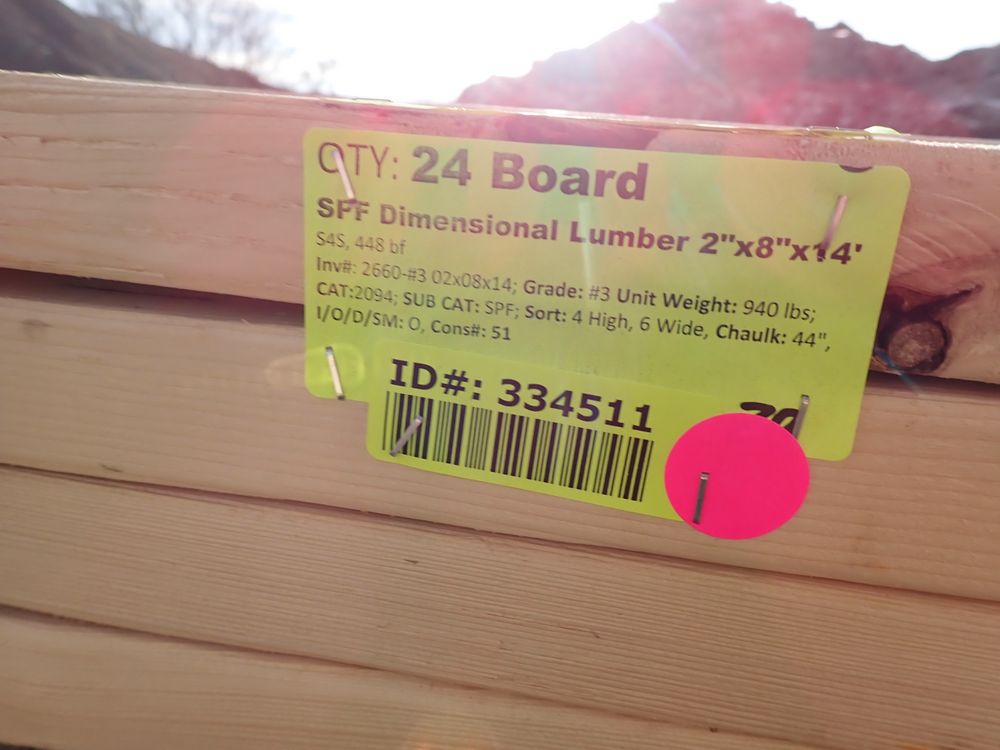 QTY: 24 Board
SPF Dimensional Lumber 2"x8"x14'
S4S, 448 bf
Inv#: 2660-#3 02x08x14; Grade: #3 Unit Weight: 940 lbs;
CAT:2094; SUB CAT: SPF; Sort: 4 High, 6 Wide, Chaulk: 44",
I/O/D/SM: O, Cons#: 51
ID#: 334511